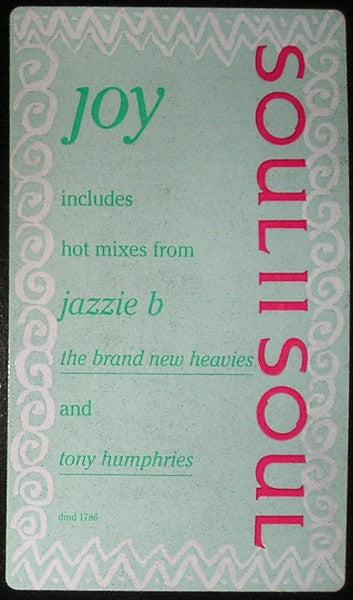 joy
includes
hot mixes from
jazzie b
the brand new heavies
and
tony humphries
dmd 1786
SOUL II SOUL